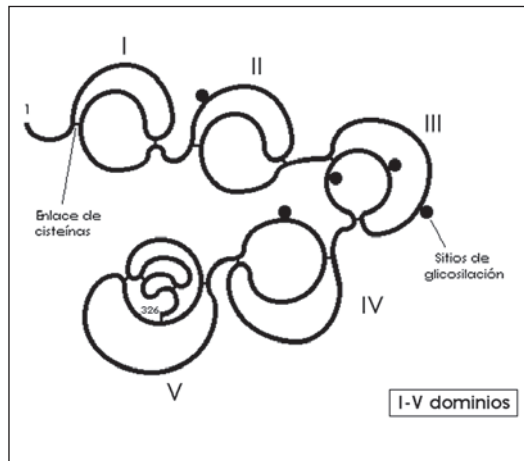 I
II
1
III
Enlace de
cisteínas
Sitios de
glicosilación
326
IV
V
I-V dominios